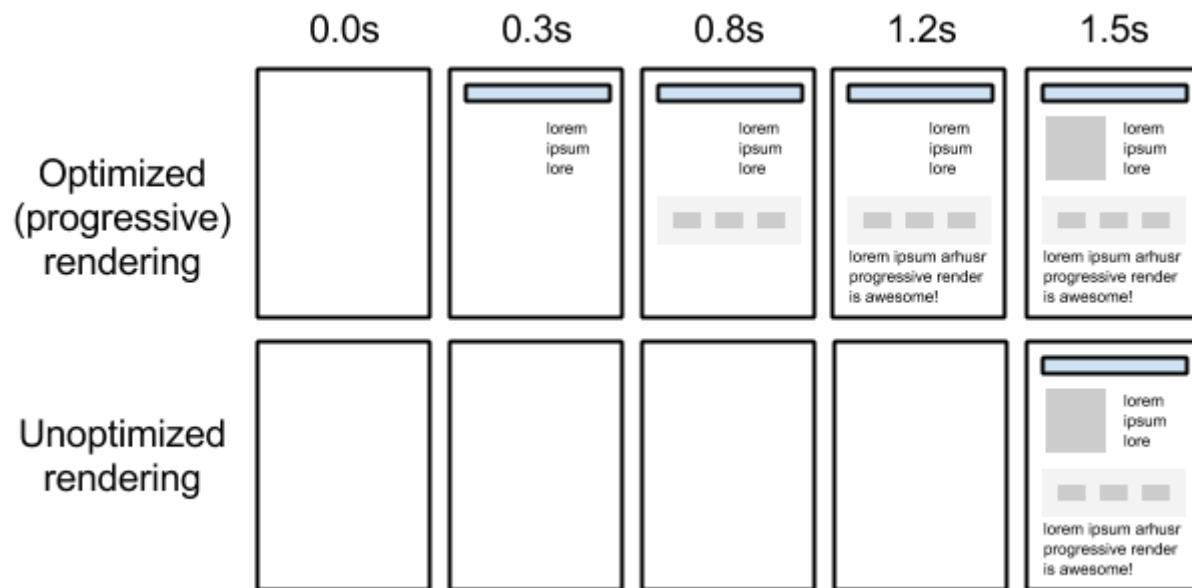 0.0s 0.3s 0.8s 1.2s 1.5s
Optimized
(progressive)
rendering
lorem
ipsum
lore
lorem
ipsum
lore
lorem
ipsum
lore
lorem ipsum arhusr
progressive render
is awesome!
lorem
ipsum
lore
lorem ipsum arhusr
progressive render
is awesome!
Unoptimized
rendering
lorem
ipsum
lore
lorem ipsum arhusr
progressive render
is awesome!